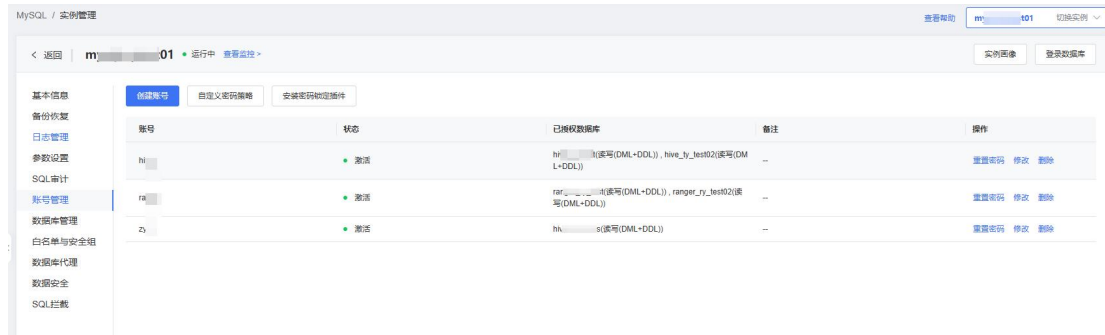 MySQL / 实例管理
查看帮助
t01
切换实例
返回
01
运行中
查看监控 >
实例画像
登录数据库
基本信息
备份恢复
日志管理
参数设置
SQL审计
账号管理
数据库管理
白名单与安全组
数据库代理
数据安全
SQL拦截
创建账号
自定义密码策略
安装密码锁定插件
账号 状态 已授权数据库 备注 操作
hi 激活 t(读写(DML+DDL)) , hive_ty_test02(读写(DM -- 重置密码 修改 删除
L+DDL))
ra 激活 t(读写(DML+DDL)) , ranger_ry_test02(读 -- 重置密码 修改 删除
写(DML+DDL))
zy 激活 s(读写(DML+DDL)) -- 重置密码 修改 删除